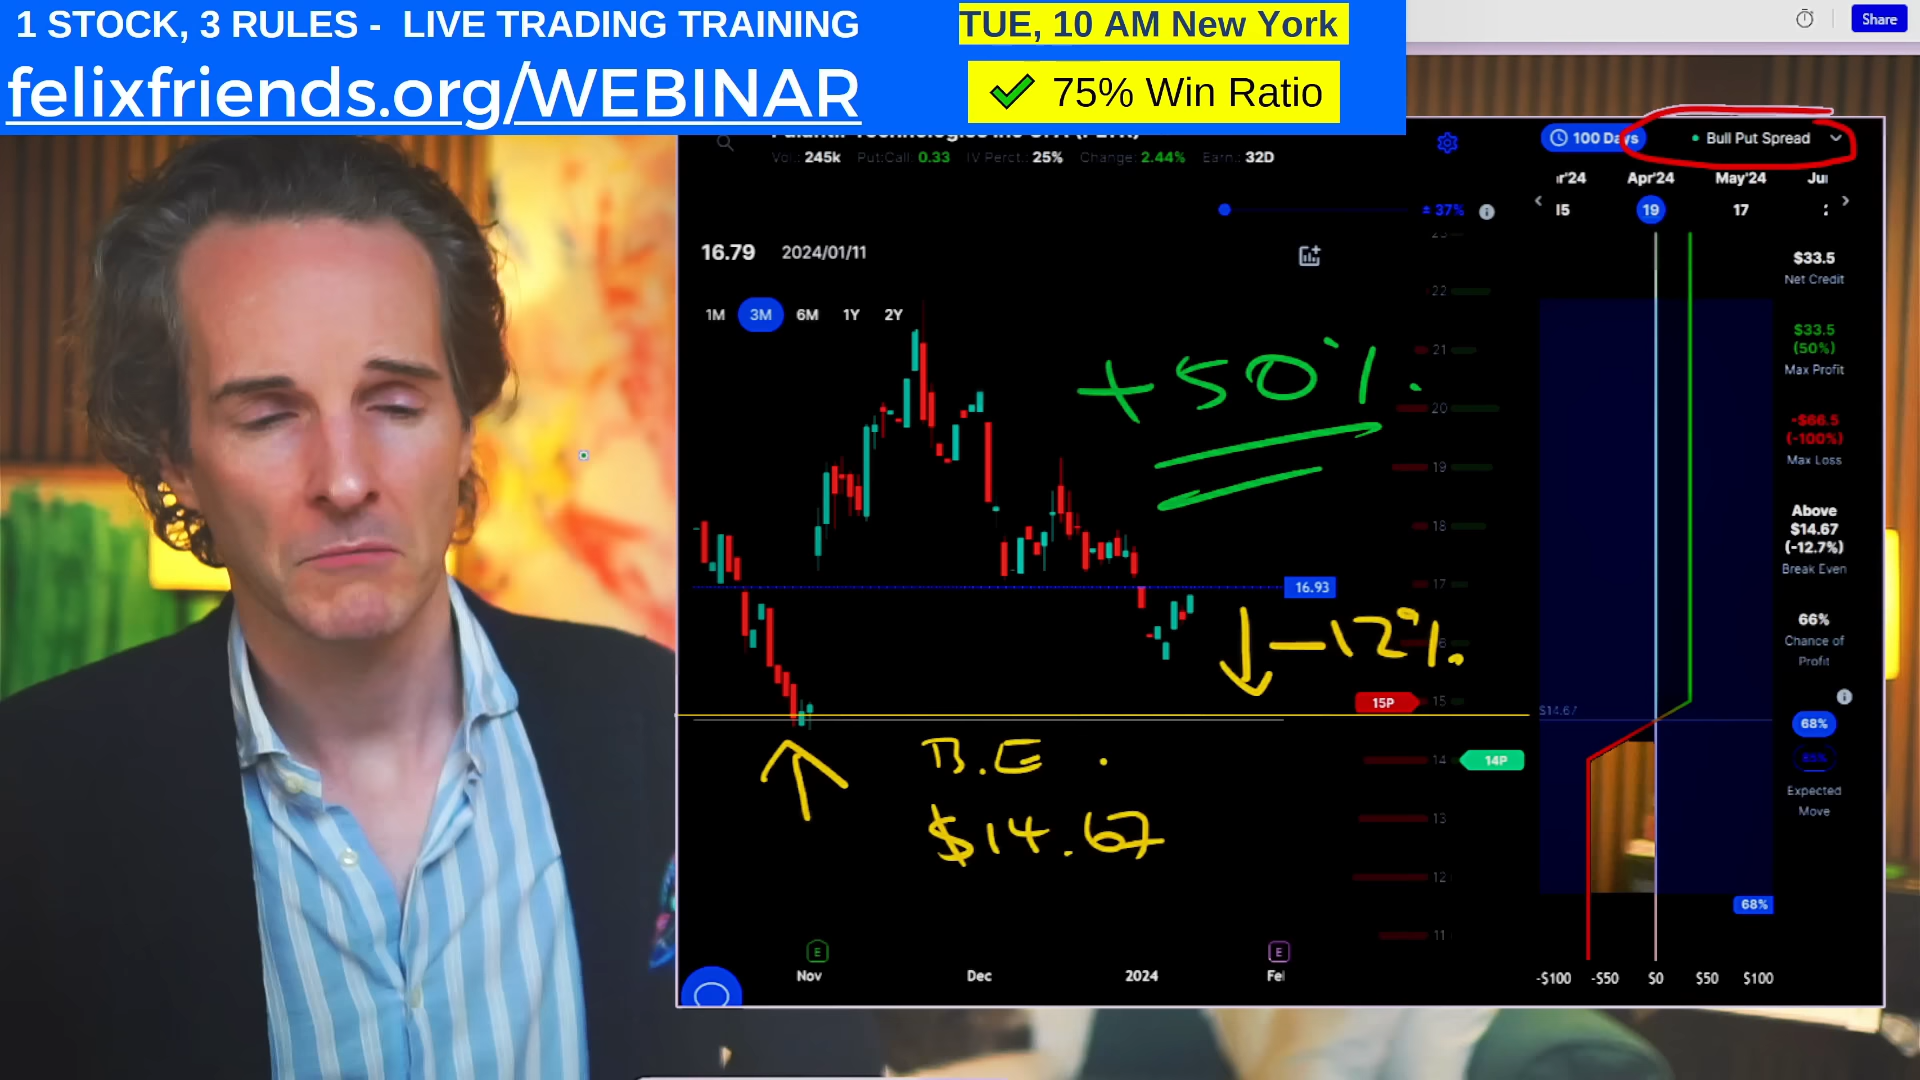 1 STOCK, 3 RULES - LIVE TRADING TRAINING
TUE, 10 AM New York
felixfriends.org/WEBINAR
75% Win Ratio
Share
Vol.: 245k Put:Call: 0.33 IV Perct.: 25% Change: 2.44% Earn.: 32D
100 Days
Bull Put Spread
Apr'24 May'24
15 19 17
± 37%
16.79 2024/01/11
1M 3M 6M 1Y 2Y
22
21
20
19
18
17
15
14
13
12
11
+50%
16.93
-12%
15P
14P
B.E.
$14.67
$14.67
$33.5
Net Credit
$33.5
(50%)
Max Profit
-$66.5
(-100%)
Max Loss
Above
$14.67
(-12.7%)
Break Even
66%
Chance of
Profit
68%
Expected
Move
68%
E E
Nov Dec 2024
-$100 -$50 $0 $50 $100